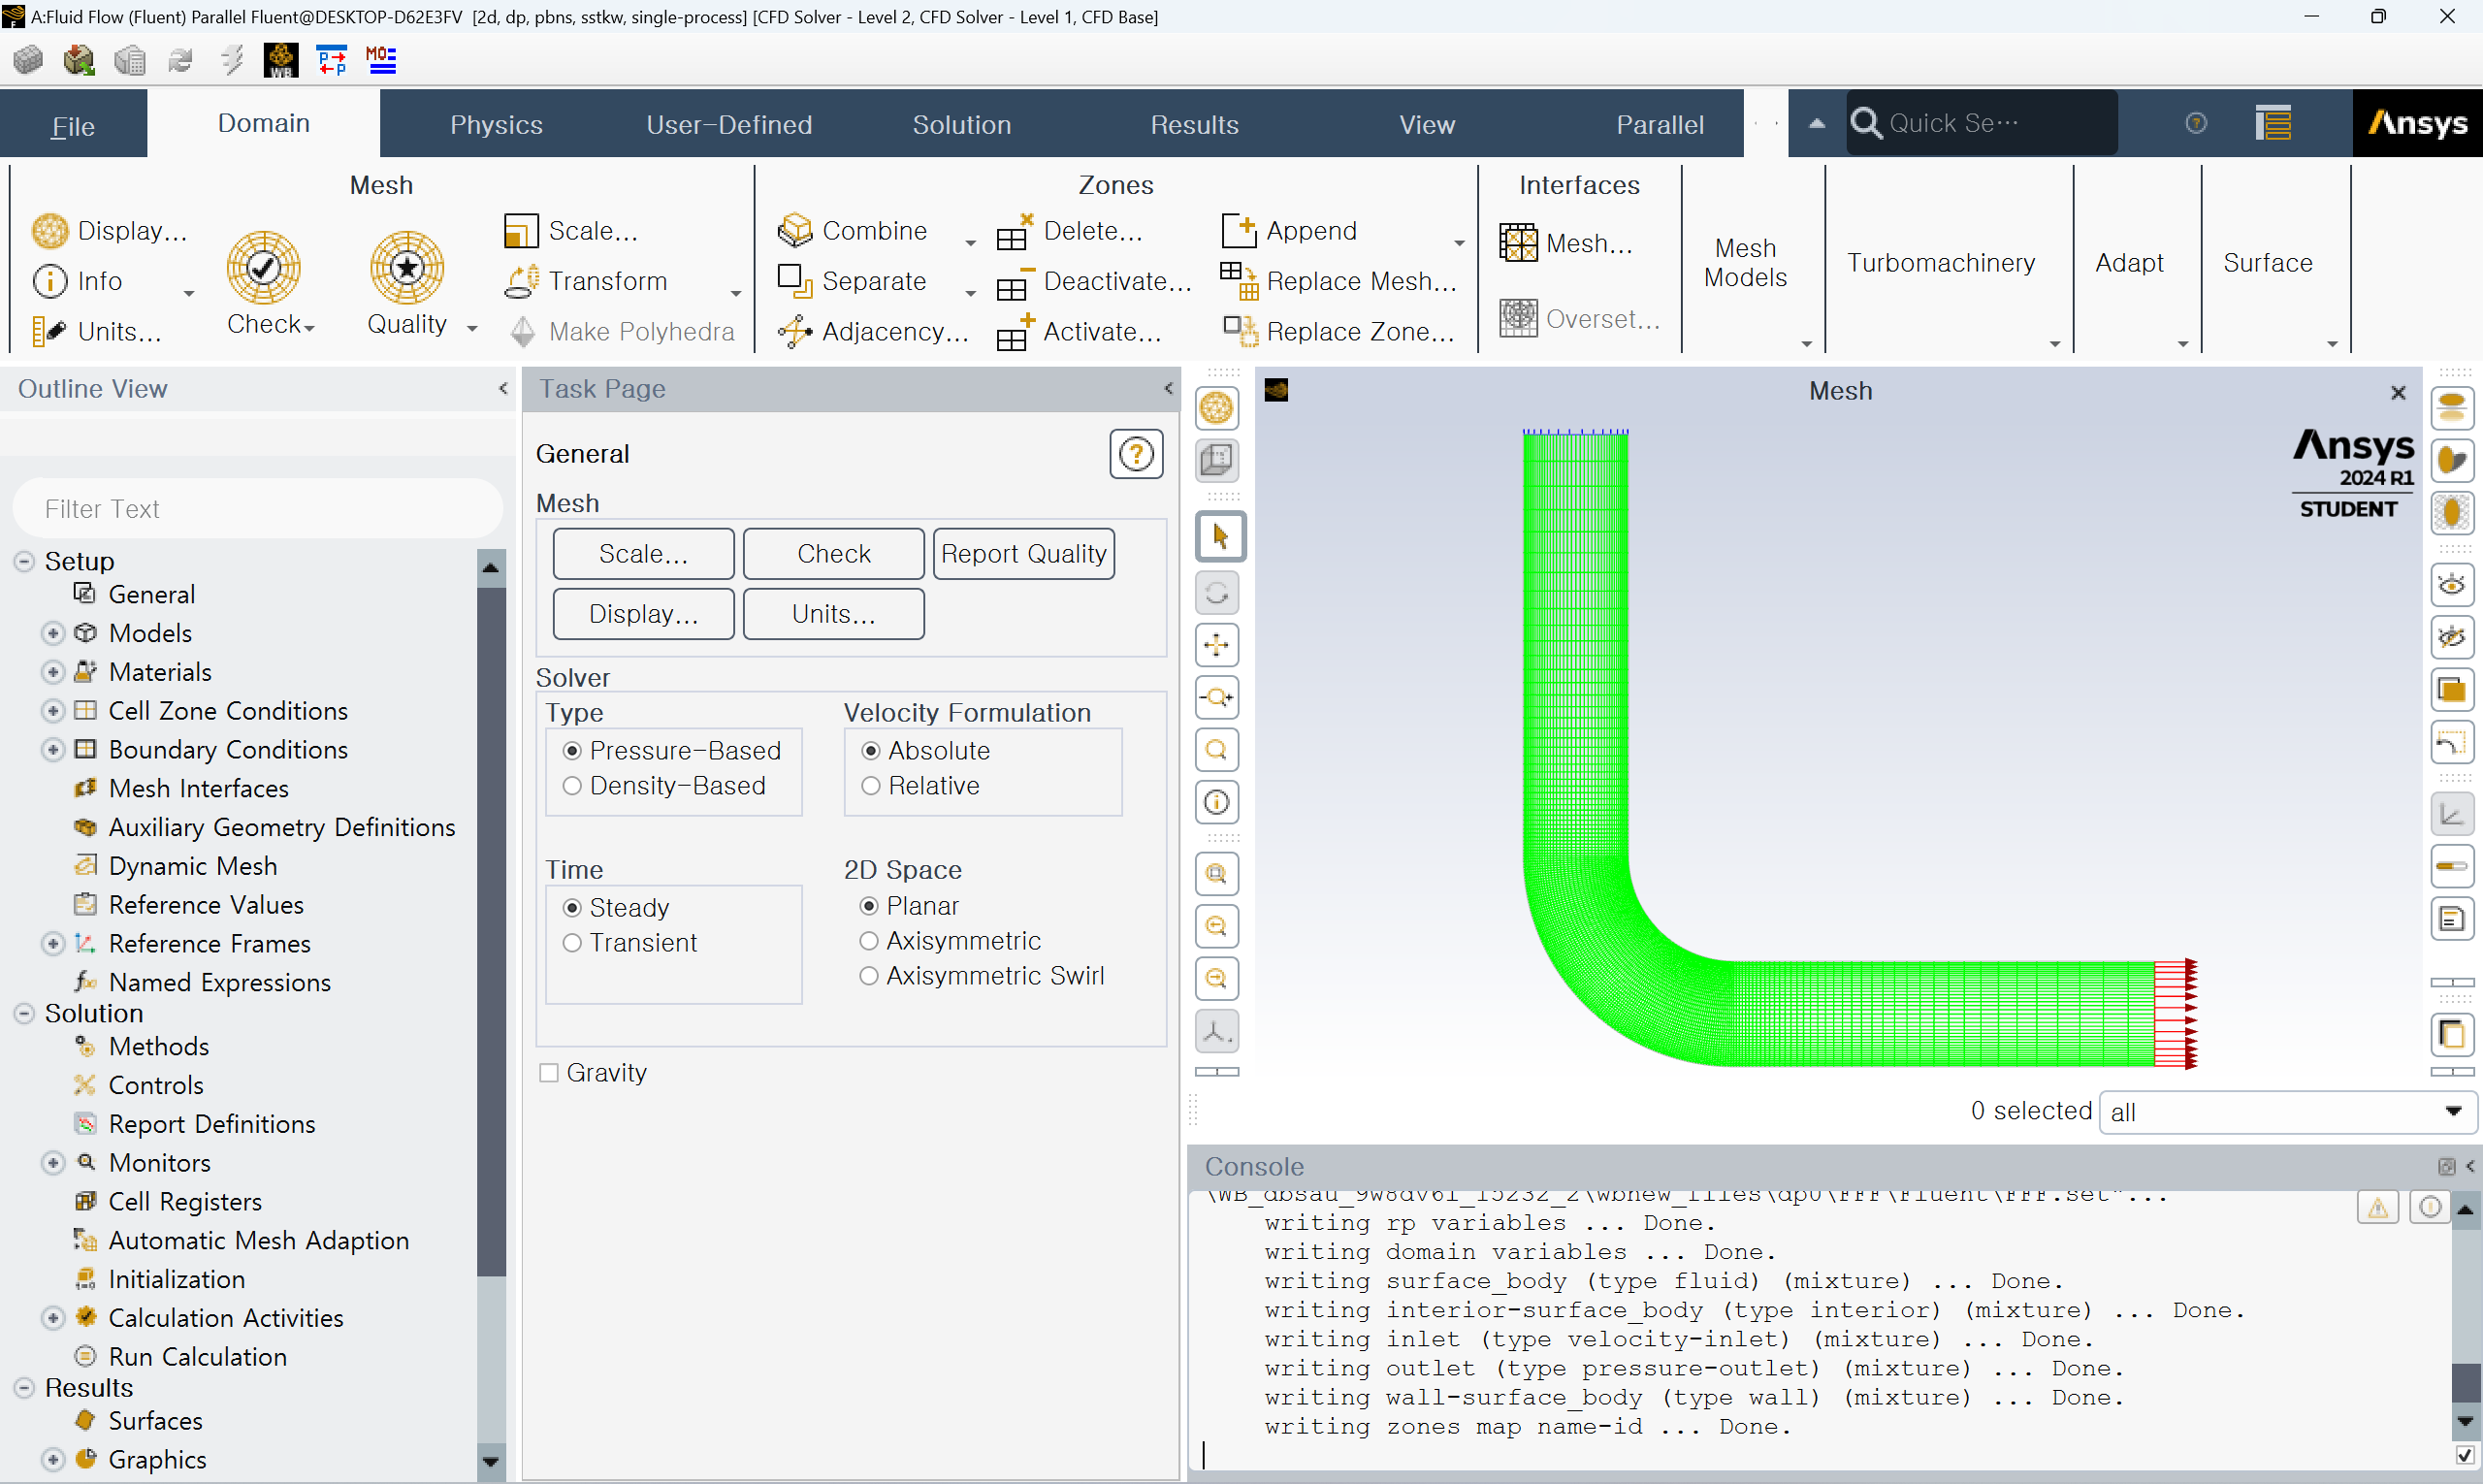 A:Fluid Flow (Fluent) Parallel Fluent@DESKTOP-D62E3FV [2d, dp, pbns, sstkw, single-process] [CFD Solver - Level 2, CFD Solver - Level 1, CFD Base]
File Domain Physics User-Defined Solution Results View Parallel Quick Se... Ansys
Mesh
Display...
Info
Units...
Check
Quality
Scale...
Transform
Make Polyhedra
Zones
Combine
Separate
Adjacency...
Delete...
Deactivate...
Activate...
Append
Replace Mesh...
Replace Zone...
Interfaces
Mesh...
Overset...
Mesh
Models
Turbomachinery
Adapt
Surface
Outline View
Filter Text
Setup
General
Models
Materials
Cell Zone Conditions
Boundary Conditions
Mesh Interfaces
Auxiliary Geometry Definitions
Dynamic Mesh
Reference Values
Reference Frames
Named Expressions
Solution
Methods
Controls
Report Definitions
Monitors
Cell Registers
Automatic Mesh Adaption
Initialization
Calculation Activities
Run Calculation
Results
Surfaces
Graphics
Task Page
General
Mesh
Scale... Check Report Quality
Display... Units...
Solver
Type
Pressure-Based
Density-Based
Velocity Formulation
Absolute
Relative
Time
Steady
Transient
2D Space
Planar
Axisymmetric
Axisymmetric Swirl
Gravity
Mesh
Ansys
2024 R1
STUDENT
0 selected all
Console
writing rp variables ... Done.
writing domain variables ... Done.
writing surface_body (type fluid) (mixture) ... Done.
writing interior-surface_body (type interior) (mixture) ... Done.
writing inlet (type velocity-inlet) (mixture) ... Done.
writing outlet (type pressure-outlet) (mixture) ... Done.
writing wall-surface_body (type wall) (mixture) ... Done.
writing zones map name-id ... Done.